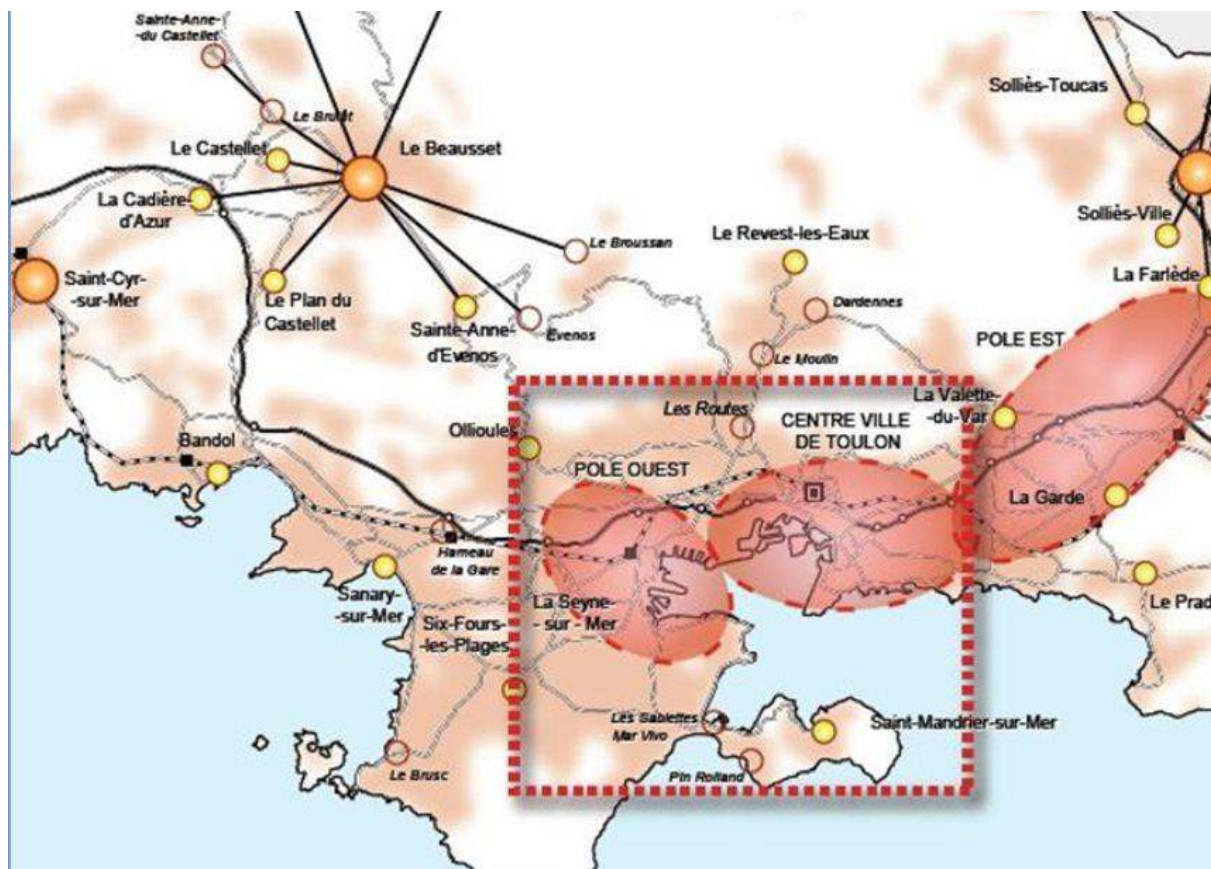 Sainte-Anne-
-du Castellet
Le Brulat
Le Castellet
Le Beausset
La Cadière-
d'Azur
Solliès-Toucas
Solliès-Ville
Le Broussan
Le Revest-les-Eaux
La Farlède
Saint-Cyr-
-sur-Mer
Le Plan du
Castellet
Sainte-Anne-
d'Evenos
Evenos
Dardennes
Le Moulin
POLE EST
Les Routes
La Valette-
-du-Var
CENTRE VILLE
DE TOULON
Ollioules
Bandol
POLE OUEST
La Garde
Hameau
de la Gare
Sanary-
-sur-Mer
La Seyne-
- sur - Mer
Le Prad
Six-Fours-
-les-Plages
Les Sablettes
Mar Vivo
Saint-Mandrier-sur-Mer
Le Brusc
Pin Rolland